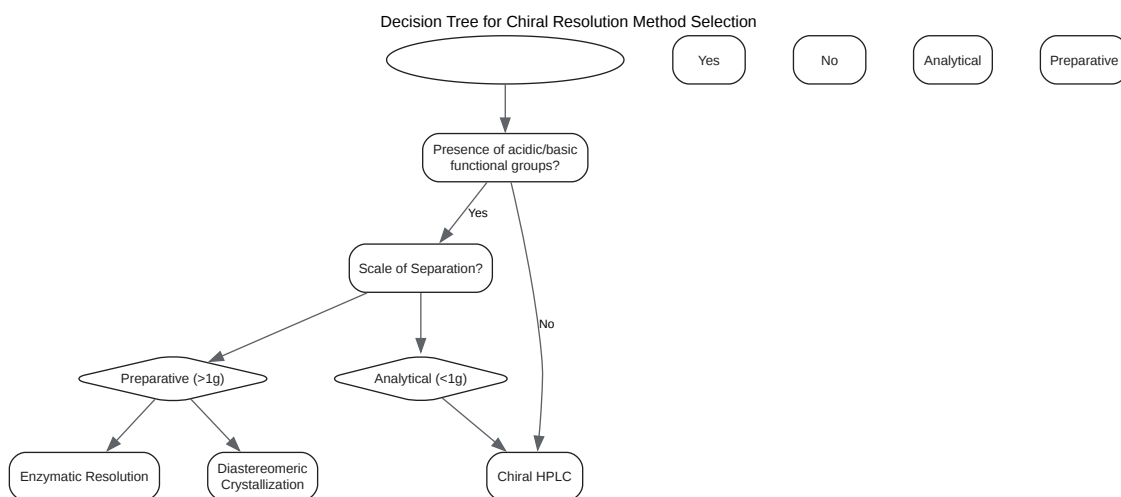 Decision Tree for Chiral Resolution Method Selection
Yes
No
Analytical
Preparative
Presence of acidic/basic
functional groups?
Yes
Scale of Separation?
No
Preparative (>1g)
Analytical (<1g)
Enzymatic Resolution
Diastereomeric
Crystallization
Chiral HPLC